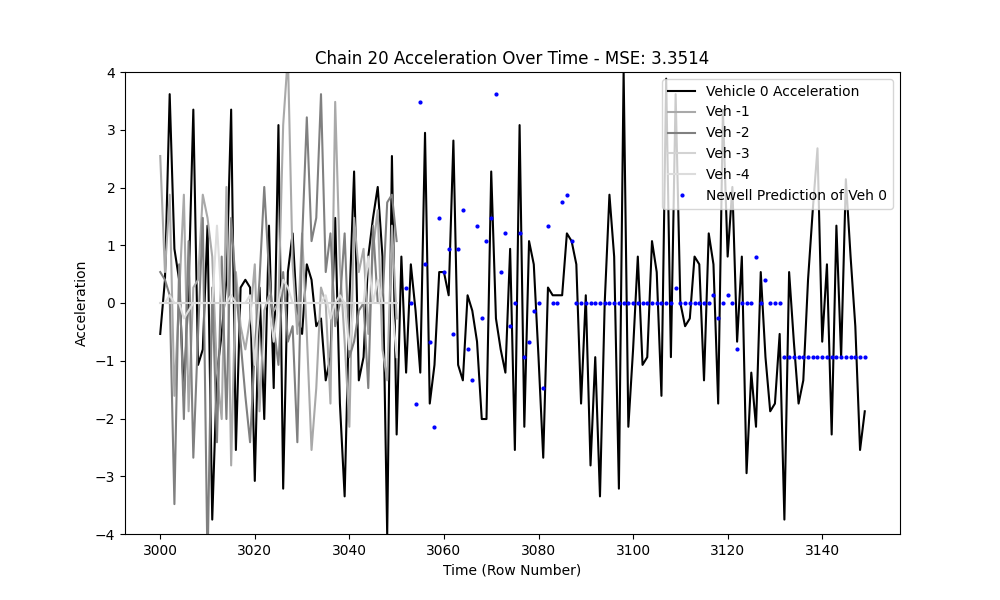 Chain 20 Acceleration Over Time - MSE: 3.3514
4
3
2
1
0
−1
−2
−3
−4
Acceleration
Vehicle 0 Acceleration
Veh -1
Veh -2
Veh -3
Veh -4
Newell Prediction of Veh 0
3000 3020 3040 3060 3080 3100 3120 3140
Time (Row Number)